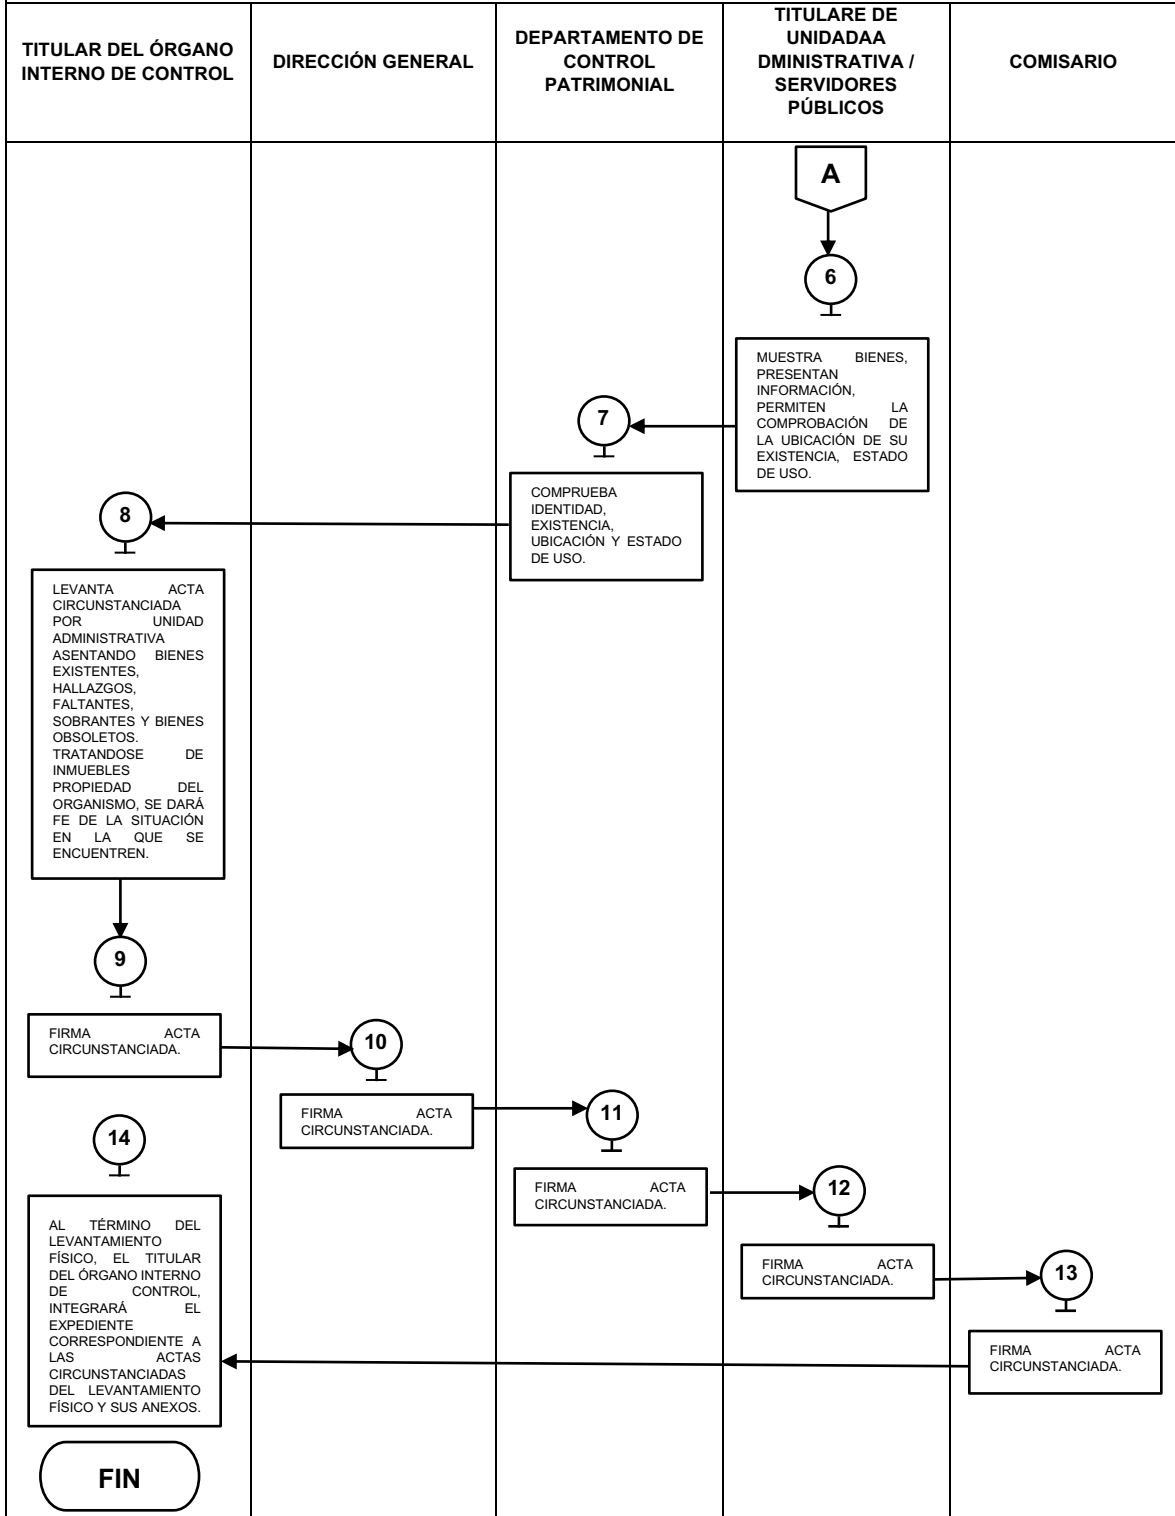 TITULAR DEL ÓRGANO
INTERNO DE CONTROL
DIRECCIÓN GENERAL
DEPARTAMENTO DE
CONTROL
PATRIMONIAL
TITULARE DE
UNIDADAA
DMINISTRATIVA /
SERVIDORES
PÚBLICOS
COMISARIO
A
6
MUESTRA BIENES,
PRESENTAN
INFORMACIÓN,
PERMITEN LA
COMPROBACIÓN DE
LA UBICACIÓN DE SU
EXISTENCIA, ESTADO
DE USO.
7
COMPRUEBA
IDENTIDAD,
EXISTENCIA,
UBICACIÓN Y ESTADO
DE USO.
8
LEVANTA ACTA
CIRCUNSTANCIADA
POR UNIDAD
ADMINISTRATIVA
ASENTANDO BIENES
EXISTENTES,
HALLAZGOS,
FALTANTES,
SOBRANTES Y BIENES
OBSOLETOS.
TRATANDOSE DE
INMUEBLES
PROPIEDAD DEL
ORGANISMO, SE DARÁ
FE DE LA SITUACIÓN
EN LA QUE SE
ENCUENTREN.
9
FIRMA ACTA
CIRCUNSTANCIADA.
10
FIRMA ACTA
CIRCUNSTANCIADA.
11
FIRMA ACTA
CIRCUNSTANCIADA.
12
FIRMA ACTA
CIRCUNSTANCIADA.
13
FIRMA ACTA
CIRCUNSTANCIADA.
14
AL TÉRMINO DEL
LEVANTAMIENTO
FÍSICO, EL TITULAR
DEL ÓRGANO INTERNO
DE CONTROL,
INTEGRARÁ EL
EXPEDIENTE
CORRESPONDIENTE A
LAS ACTAS
CIRCUNSTANCIADAS
DEL LEVANTAMIENTO
FÍSICO Y SUS ANEXOS.
FIN